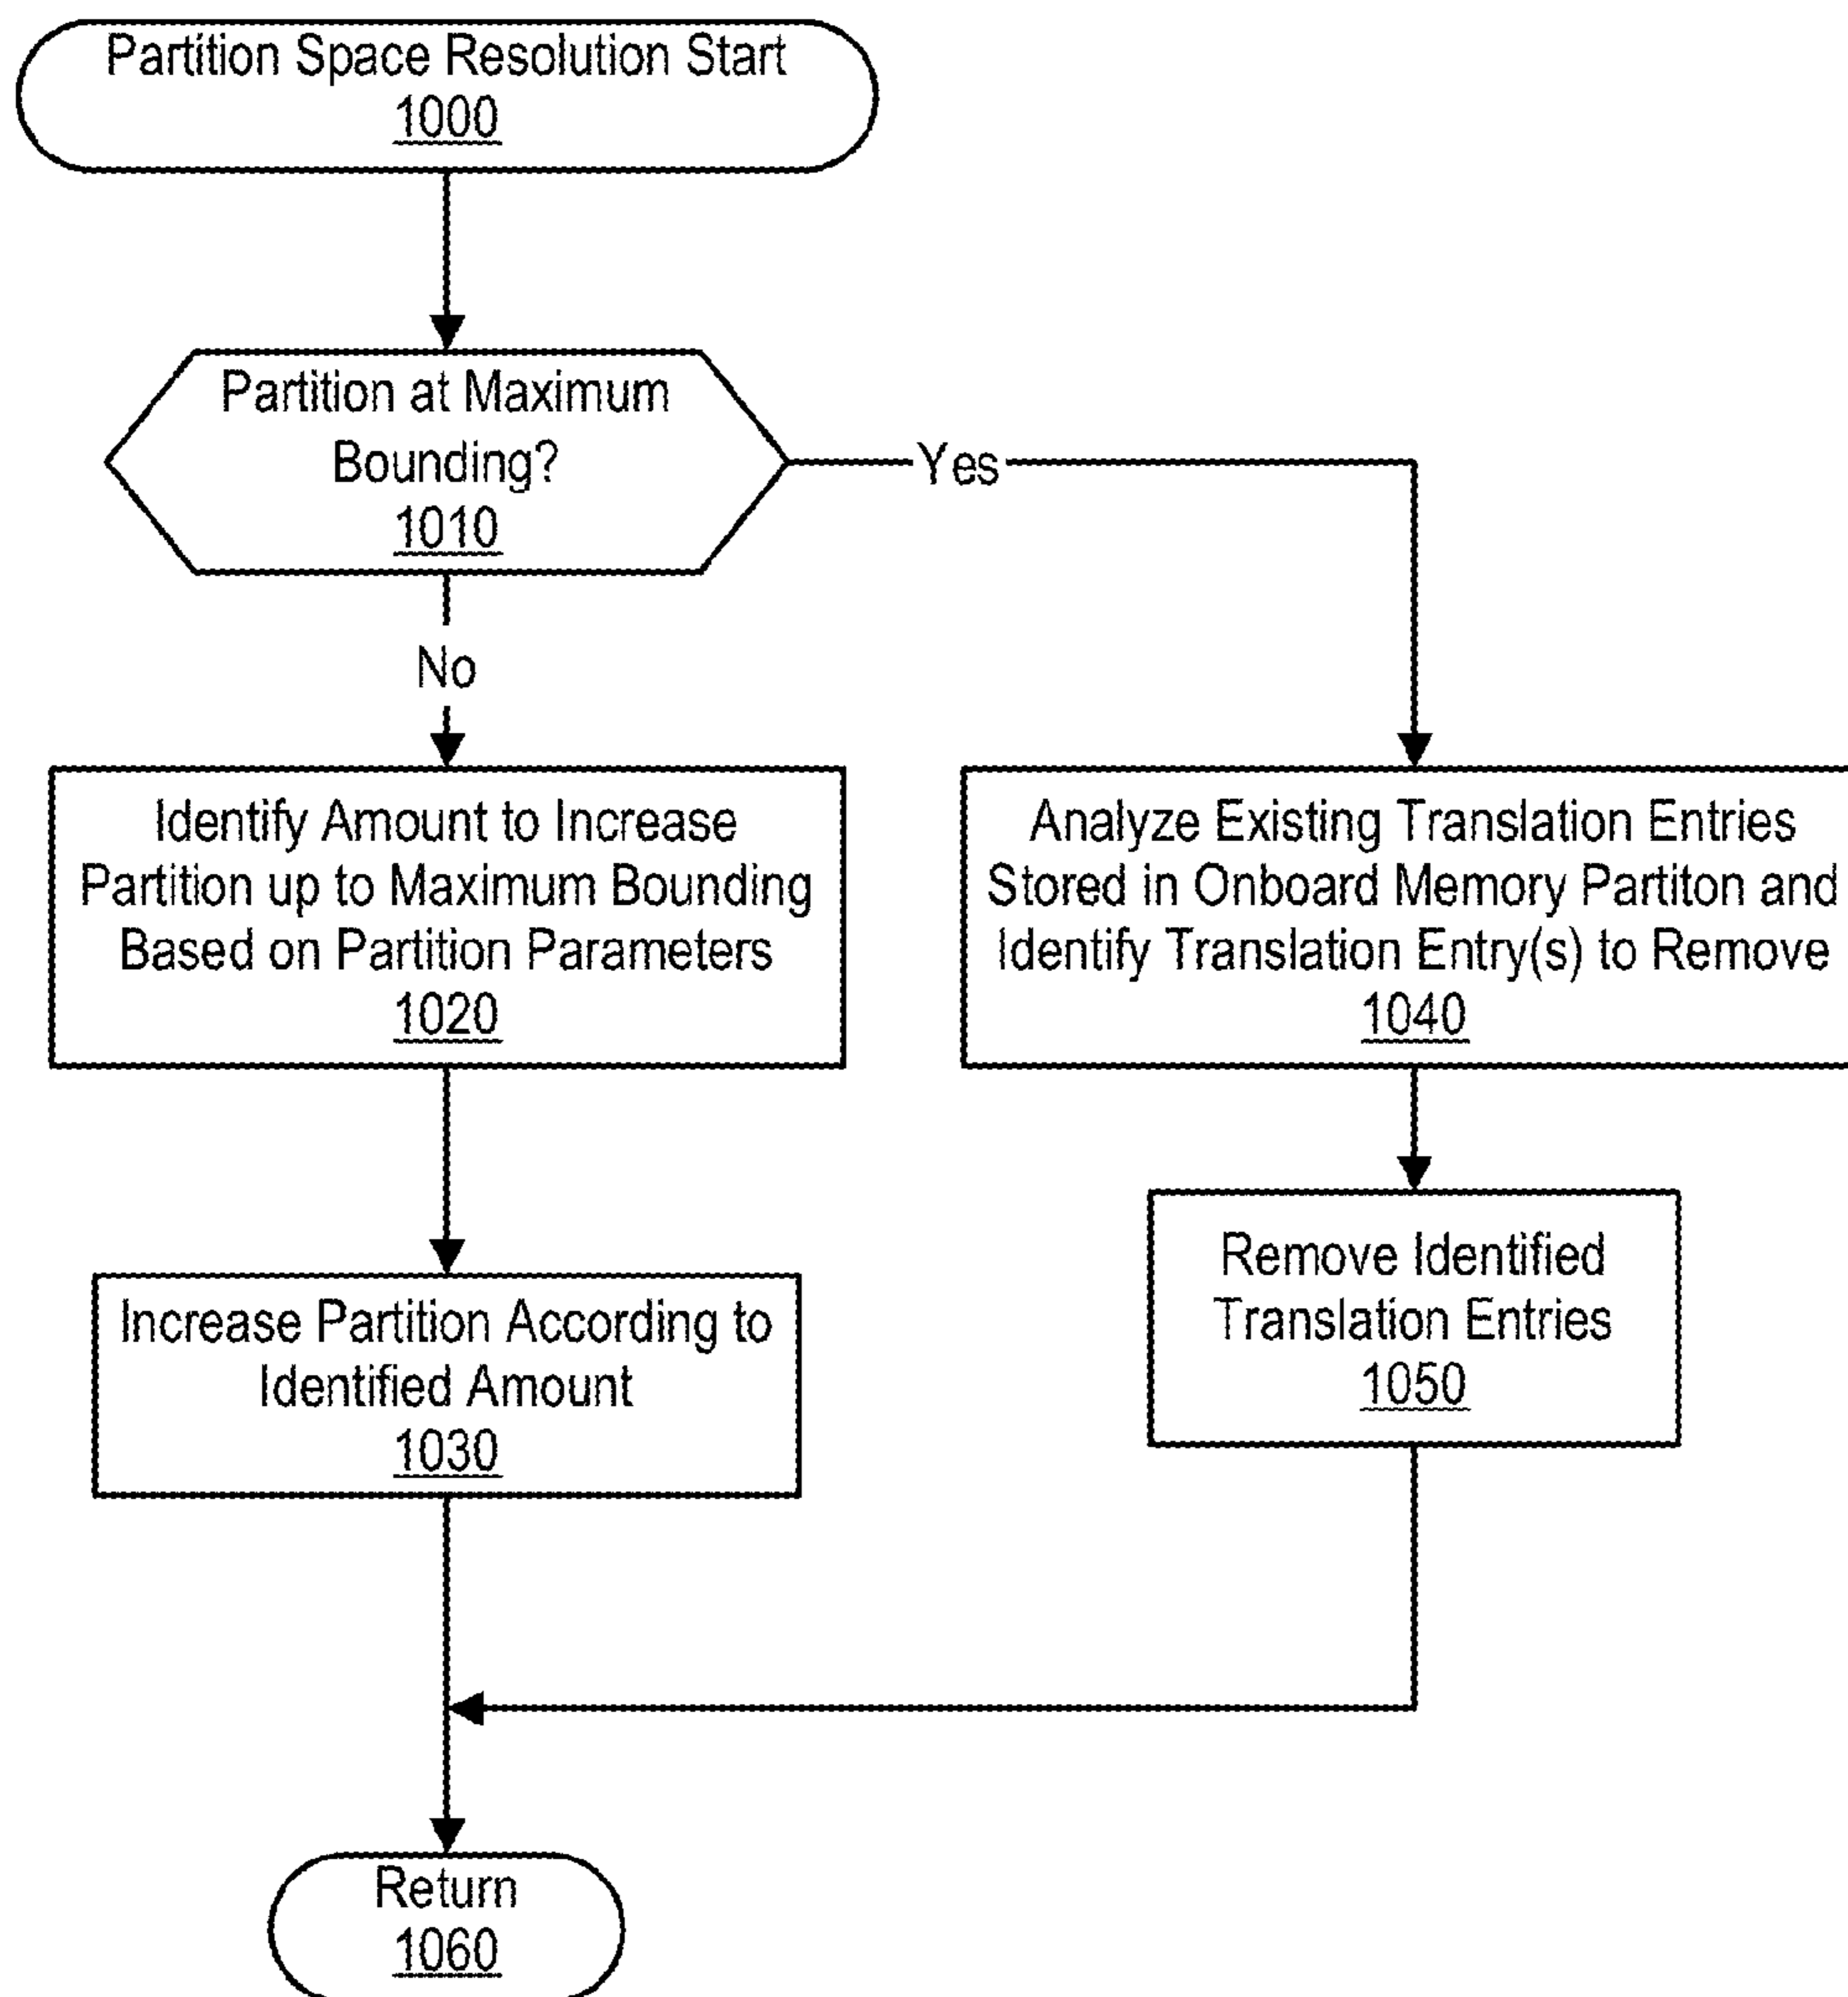 Partition Space Resolution Start
1000
Partition at Maximum
Bounding?
1010
Yes
No
Identify Amount to Increase
Partition up to Maximum Bounding
Based on Partition Parameters
1020
Analyze Existing Translation Entries
Stored in Onboard Memory Partiton and
Identify Translation Entry(s) to Remove
1040
Increase Partition According to
Identified Amount
1030
Remove Identified
Translation Entries
1050
Return
1060